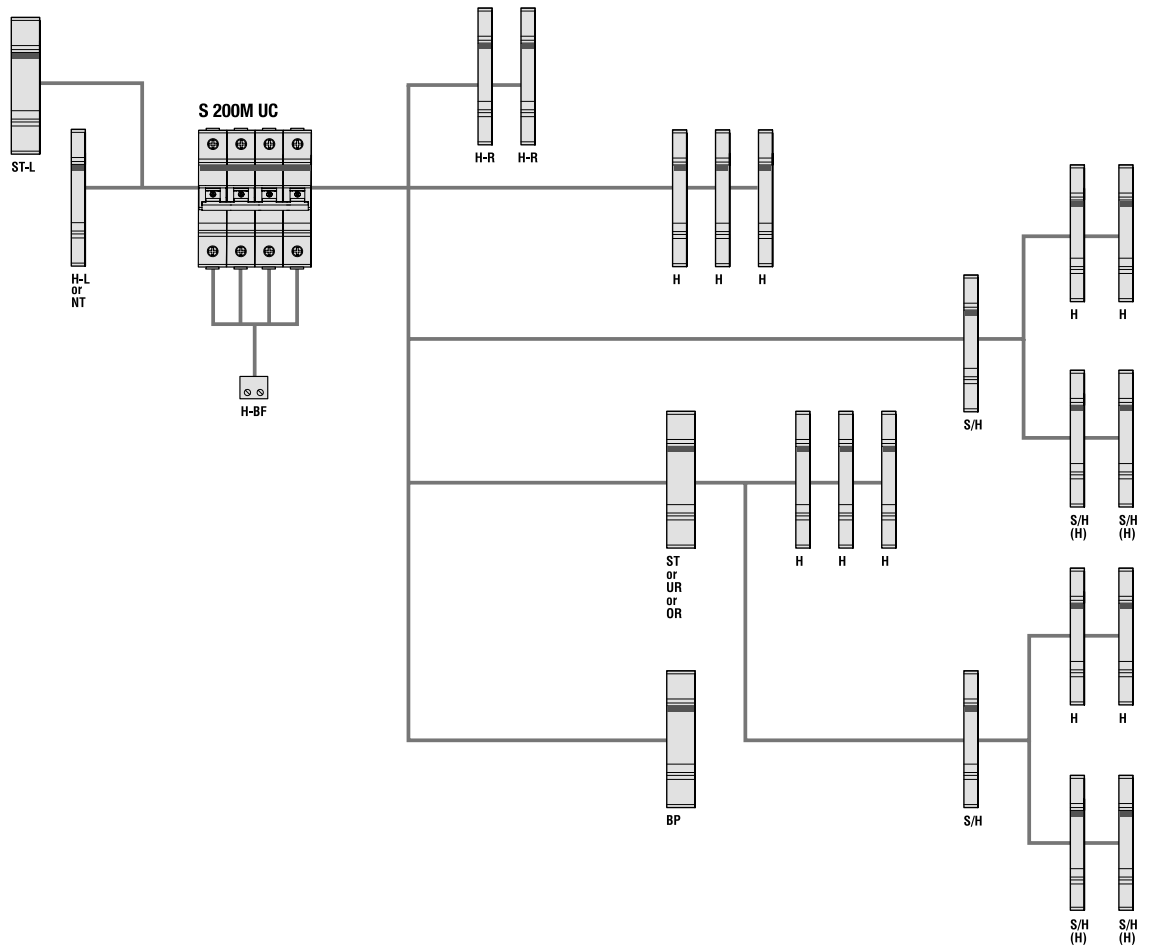 S 200M UC
H-R H-R
ST-L
H-L
or
NT
H H H
H H
H-BF
S/H
S/H S/H
(H) (H)
ST
or
UR
or
OR
H H H
H H
BP
S/H
S/H S/H
(H) (H)